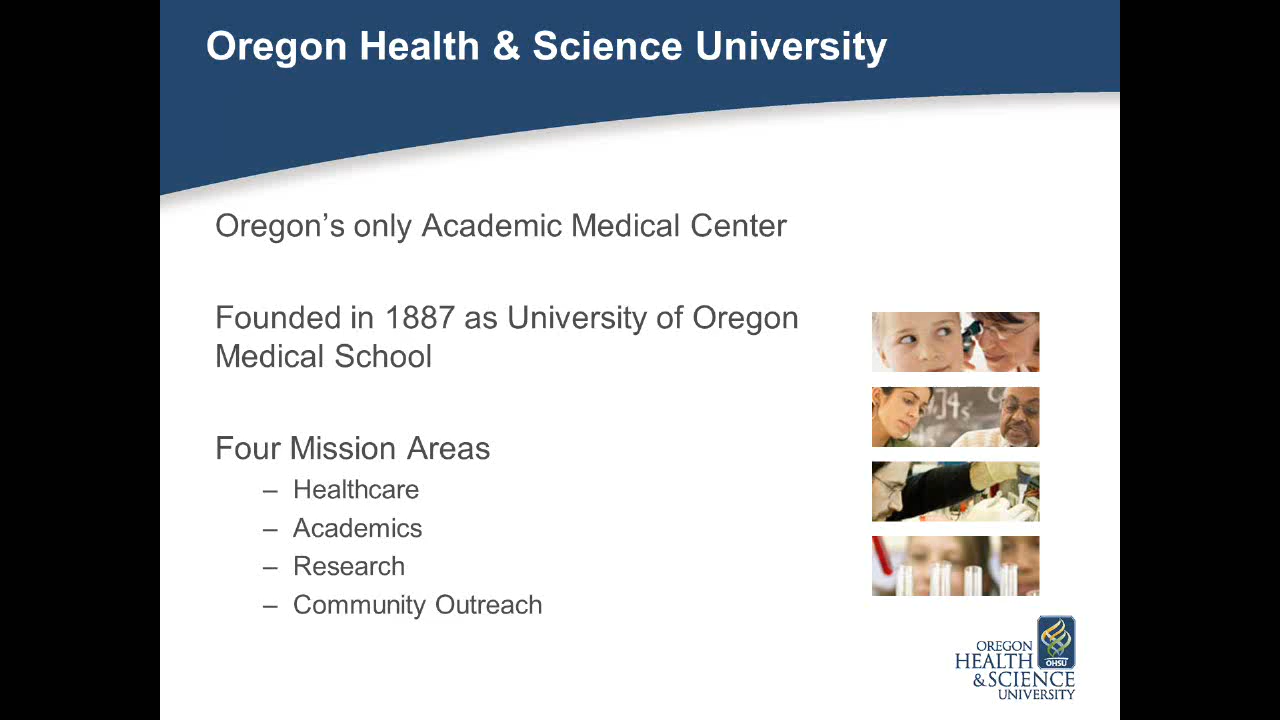 Oregon Health & Science University
Oregon’s only Academic Medical Center
Founded in 1887 as University of Oregon
Medical School
Four Mission Areas
– Healthcare
– Academics
– Research
– Community Outreach
OREGON
HEALTH
OHSU
&SCIENCE
UNIVERSITY